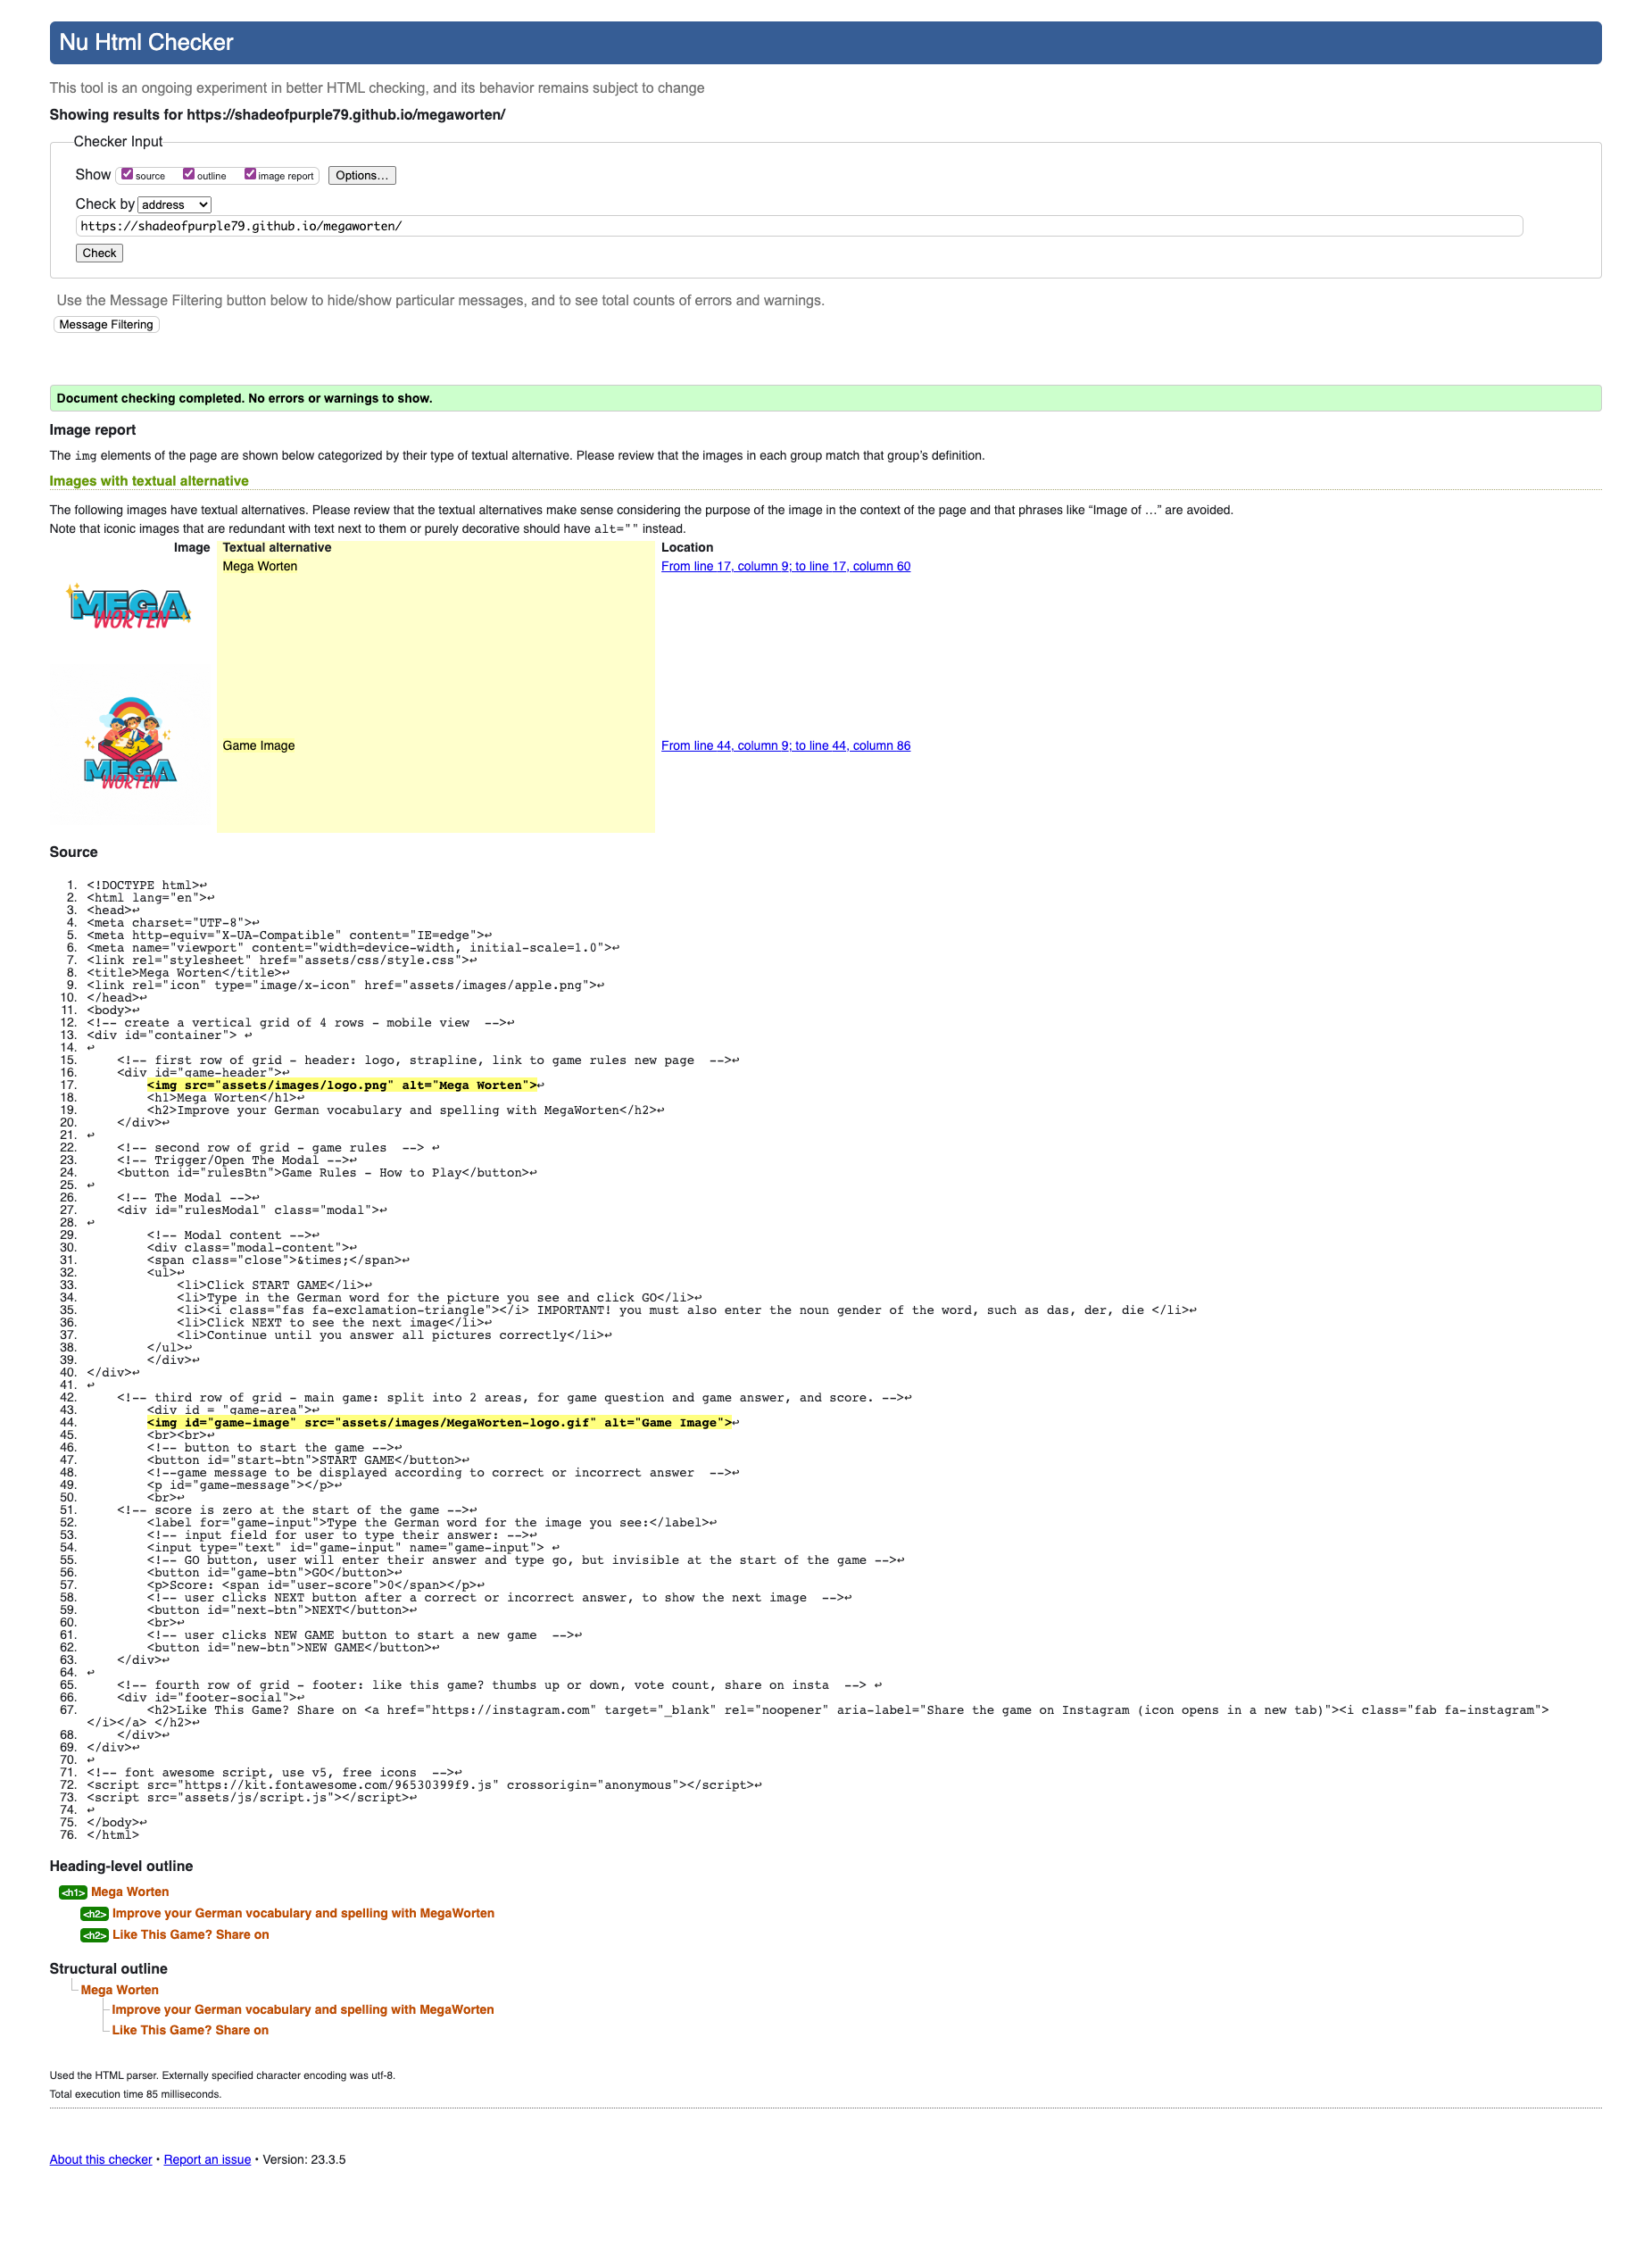 Nu Html Checker
This tool is an ongoing experiment in better HTML checking, and its behavior remains subject to change
Showing results for https://shadeofpurple79.github.io/megaworten/
Checker Input
Show source outline image report Options…
Check by address
https://shadeofpurple79.github.io/megaworten/
Check
Use the Message Filtering button below to hide/show particular messages, and to see total counts of errors and warnings.
Message Filtering
Document checking completed. No errors or warnings to show.
Image report
The img elements of the page are shown below categorized by their type of textual alternative. Please review that the images in each group match that group’s definition.
Images with textual alternative
The following images have textual alternatives. Please review that the textual alternatives make sense considering the purpose of the image in the context of the page and that phrases like “Image of …” are avoided.
Note that iconic images that are redundant with text next to them or purely decorative should have alt="" instead.
Image Textual alternative Location
Mega Worten From line 17, column 9; to line 17, column 60
MEGA
WORTEN
Game Image From line 44, column 9; to line 44, column 86
MEGA
WORTEN
Source
1. <!DOCTYPE html>↩
2. <html lang="en">↩
3. <head>↩
4. <meta charset="UTF-8">↩
5. <meta http-equiv="X-UA-Compatible" content="IE=edge">↩
6. <meta name="viewport" content="width=device-width, initial-scale=1.0">↩
7. <link rel="stylesheet" href="assets/css/style.css">↩
8. <title>Mega Worten</title>↩
9. <link rel="icon" type="image/x-icon" href="assets/images/apple.png">↩
10. </head>↩
11. <body>↩
12. <!-- create a vertical grid of 4 rows - mobile view  -->↩
13. <div id="container"> ↩
14. ↩
15.     <!-- first row of grid - header: logo, strapline, link to game rules new page  -->↩
16.     <div id="game-header">↩
17.         <img src="assets/images/logo.png" alt="Mega Worten">↩
18.         <h1>Mega Worten</h1>↩
19.         <h2>Improve your German vocabulary and spelling with MegaWorten</h2>↩
20.     </div>↩
21. ↩
22.     <!-- second row of grid - game rules  --> ↩
23.     <!-- Trigger/Open The Modal -->↩
24.     <button id="rulesBtn">Game Rules - How to Play</button>↩
25. ↩
26.     <!-- The Modal -->↩
27.     <div id="rulesModal" class="modal">↩
28. ↩
29.         <!-- Modal content -->↩
30.         <div class="modal-content">↩
31.         <span class="close">&times;</span>↩
32.         <ul>↩
33.             <li>Click START GAME</li>↩
34.             <li>Type in the German word for the picture you see and click GO</li>↩
35.             <li><i class="fas fa-exclamation-triangle"></i> IMPORTANT! you must also enter the noun gender of the word, such as das, der, die </li>↩
36.             <li>Click NEXT to see the next image</li>↩
37.             <li>Continue until you answer all pictures correctly</li>↩
38.         </ul>↩
39.         </div>↩
40. </div>↩
41. ↩
42.     <!-- third row of grid - main game: split into 2 areas, for game question and game answer, and score. -->↩
43.         <div id = "game-area">↩
44.         <img id="game-image" src="assets/images/MegaWorten-logo.gif" alt="Game Image">↩
45.         <br><br>↩
46.         <!-- button to start the game -->↩
47.         <button id="start-btn">START GAME</button>↩
48.         <!--game message to be displayed according to correct or incorrect answer  -->↩
49.         <p id="game-message"></p>↩
50.         <br>↩
51.     <!-- score is zero at the start of the game -->↩
52.         <label for="game-input">Type the German word for the image you see:</label>↩
53.         <!-- input field for user to type their answer: -->↩
54.         <input type="text" id="game-input" name="game-input"> ↩
55.         <!-- GO button, user will enter their answer and type go, but invisible at the start of the game -->↩
56.         <button id="game-btn">GO</button>↩
57.         <p>Score: <span id="user-score">0</span></p>↩
58.         <!-- user clicks NEXT button after a correct or incorrect answer, to show the next image  -->↩
59.         <button id="next-btn">NEXT</button>↩
60.         <br>↩
61.         <!-- user clicks NEW GAME button to start a new game  -->↩
62.         <button id="new-btn">NEW GAME</button>↩
63.     </div>↩
64. ↩
65.     <!-- fourth row of grid - footer: like this game? thumbs up or down, vote count, share on insta  --> ↩
66.     <div id="footer-social">↩
67.         <h2>Like This Game? Share on <a href="https://instagram.com" target="_blank" rel="noopener" aria-label="Share the game on Instagram (icon opens in a new tab)"><i class="fab fa-instagram">
</i></a> </h2>↩
68.     </div>↩
69. </div>↩
70. ↩
71. <!-- font awesome script, use v5, free icons  -->↩
72. <script src="https://kit.fontawesome.com/96530399f9.js" crossorigin="anonymous"></script>↩
73. <script src="assets/js/script.js"></script>↩
74. ↩
75. </body>↩
76. </html>
Heading-level outline
<h1> Mega Worten
<h2> Improve your German vocabulary and spelling with MegaWorten
<h2> Like This Game? Share on
Structural outline
Mega Worten
Improve your German vocabulary and spelling with MegaWorten
Like This Game? Share on
Used the HTML parser. Externally specified character encoding was utf-8.
Total execution time 85 milliseconds.
About this checker • Report an issue • Version: 23.3.5